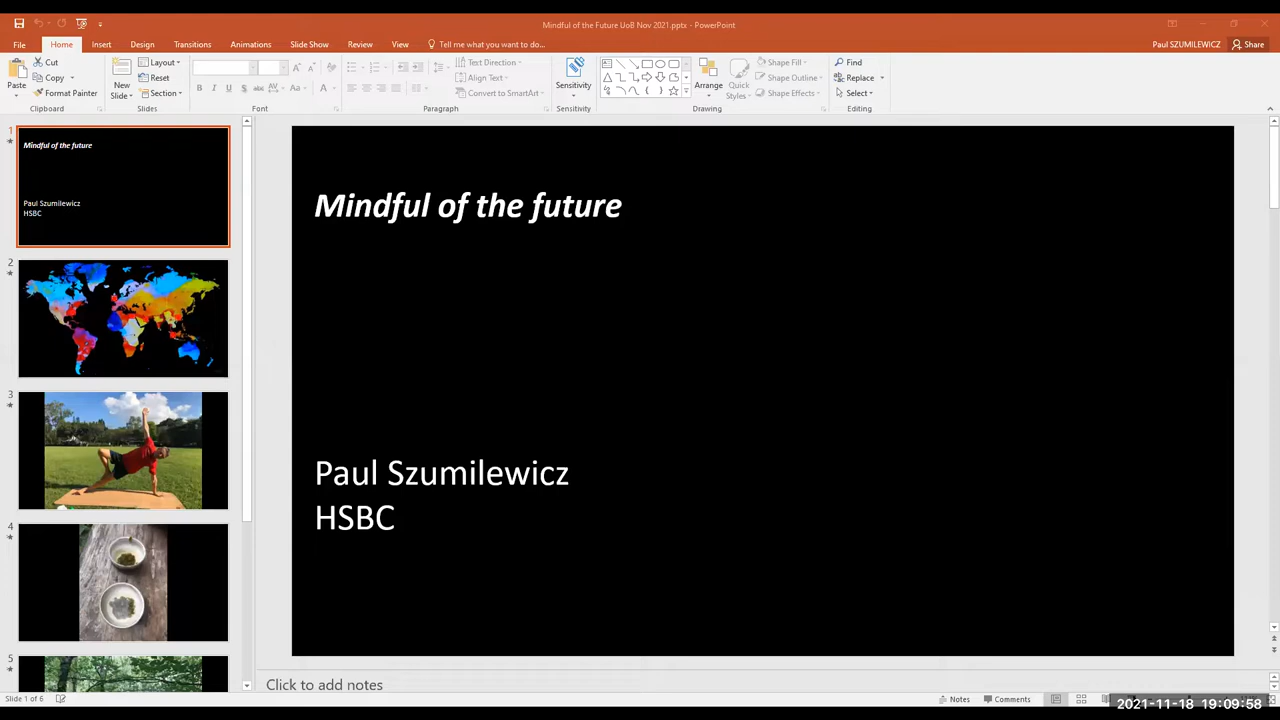 Mindful of the Future UoB Nov 2021.pptx - PowerPoint
File Home Insert Design Transitions Animations Slide Show Review View Tell me what you want to do... Paul SZUMILEWICZ Share
Paste
Cut
Copy
Format Painter
Clipboard
New
Slide
Layout
Reset
Section
Slides
Font
Text Direction
Align Text
Convert to SmartArt
Paragraph
Sensitivity
Sensitivity
Arrange
Quick
Styles
Shape Fill
Shape Outline
Shape Effects
Drawing
Find
Replace
Select
Editing
1
Mindful of the future
Paul Szumilewicz
HSBC
2
3
4
5
Mindful of the future
Paul Szumilewicz
HSBC
Click to add notes
Slide 1 of 6
Notes Comments
2021-11-18 19:09:58